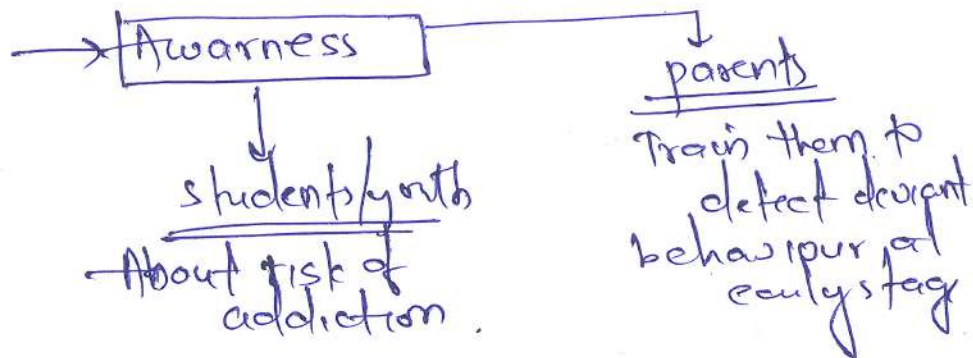 Awarness
students/youth
About risk of
addiction.
parents
Train them to
detect deviant
behaviour at
early stage